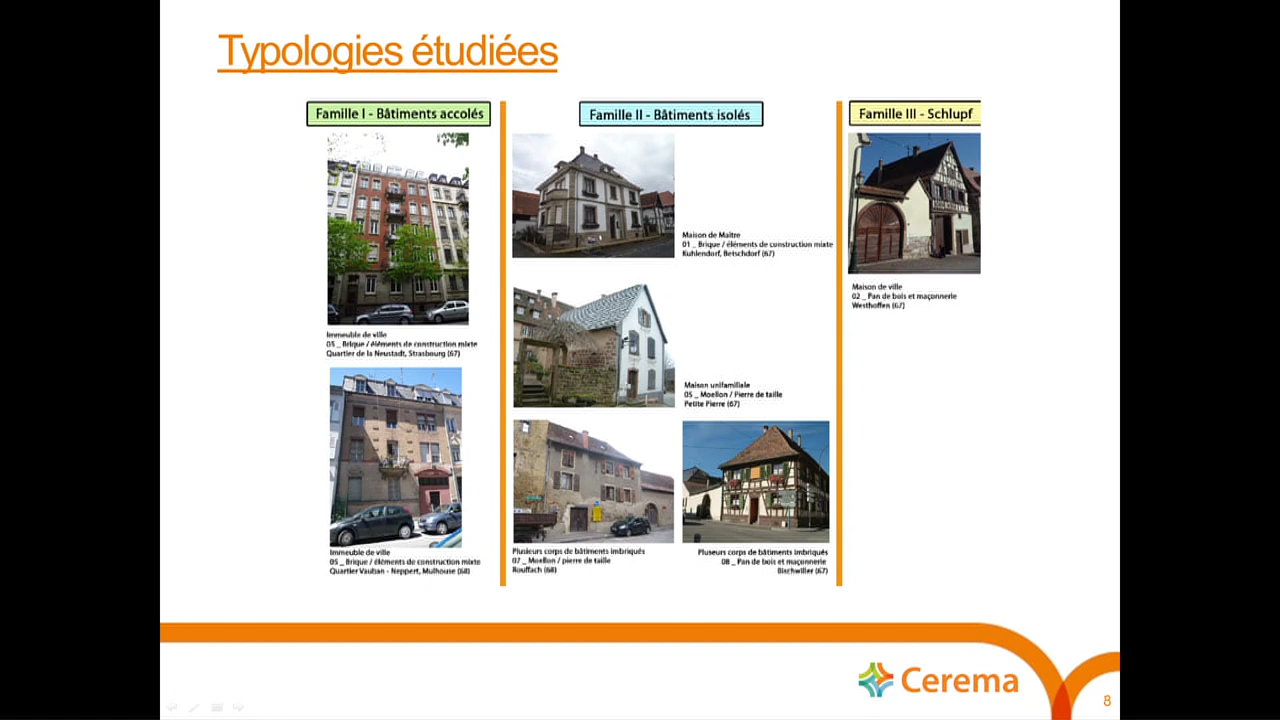 Typologies étudiées
Famille I - Bâtiments accolés
Famille II - Bâtiments isolés
Famille III - Schlupf
Immeuble de ville
05 _ Brique / éléments de construction mixte
Quartier de la Neustadt, Strasbourg (67)
Immeuble de ville
05 _ Brique / éléments de construction mixte
Quartier Vauban - Neppert, Mulhouse (68)
Maison de Maître
01 _ Brique / éléments de construction mixte
Kuhlendorf, Betschdorf (67)
Maison unifamiliale
05 _ Moellon / Pierre de taille
Petite Pierre (67)
Plusieurs corps de bâtiments imbriqués
07 _ Moellon / pierre de taille
Rouffach (68)
Pluseurs corps de bâtiments imbriqués
08 _ Pan de bois et maçonnerie
Bischwiller (67)
Maison de ville
02 _ Pan de bois et maçonnerie
Westhoffen (67)
Cerema
8